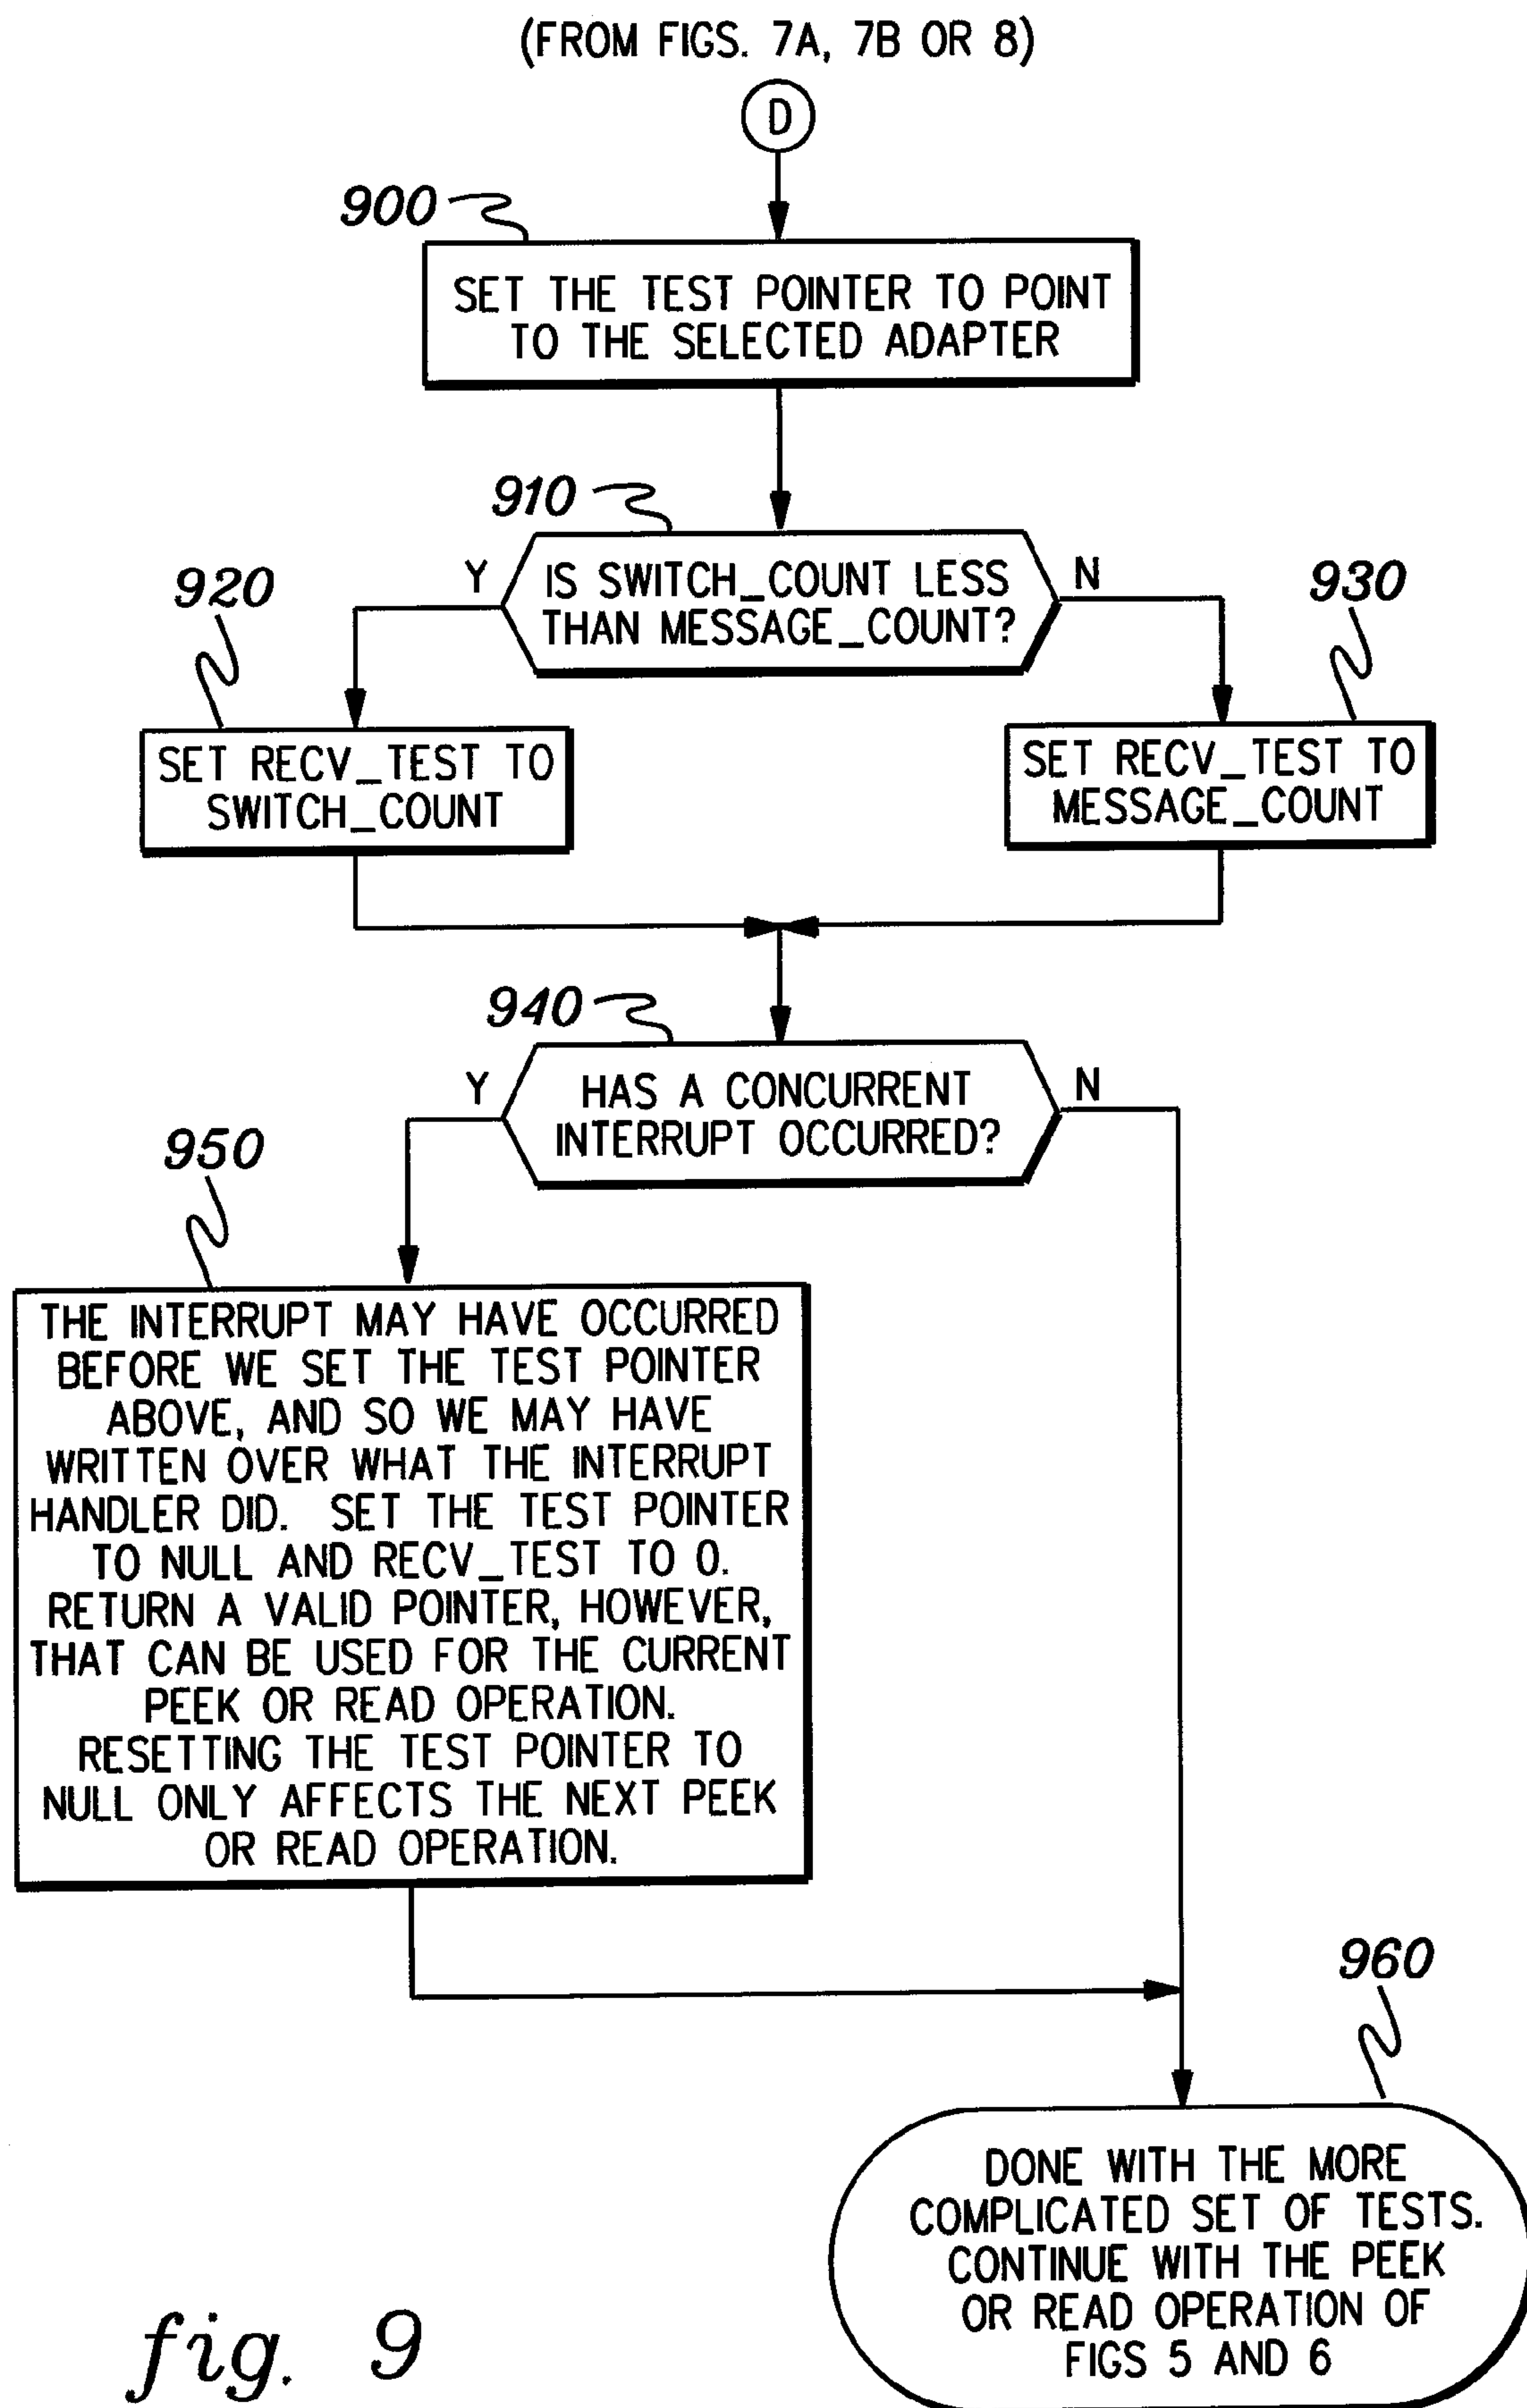 (FROM FIGS. 7A, 7B OR 8)
D
900
SET THE TEST POINTER TO POINT
TO THE SELECTED ADAPTER
910
Y
IS SWITCH_COUNT LESS
THAN MESSAGE_COUNT?
N
920
930
SET RECV_TEST TO
SWITCH_COUNT
SET RECV_TEST TO
MESSAGE_COUNT
940
Y
HAS A CONCURRENT
INTERRUPT OCCURRED?
N
950
THE INTERRUPT MAY HAVE OCCURRED
BEFORE WE SET THE TEST POINTER
ABOVE, AND SO WE MAY HAVE
WRITTEN OVER WHAT THE INTERRUPT
HANDLER DID. SET THE TEST POINTER
TO NULL AND RECV_TEST TO 0.
RETURN A VALID POINTER, HOWEVER,
THAT CAN BE USED FOR THE CURRENT
PEEK OR READ OPERATION.
RESETTING THE TEST POINTER TO
NULL ONLY AFFECTS THE NEXT PEEK
OR READ OPERATION.
960
DONE WITH THE MORE
COMPLICATED SET OF TESTS.
CONTINUE WITH THE PEEK
OR READ OPERATION OF
FIGS 5 AND 6
fig. 9